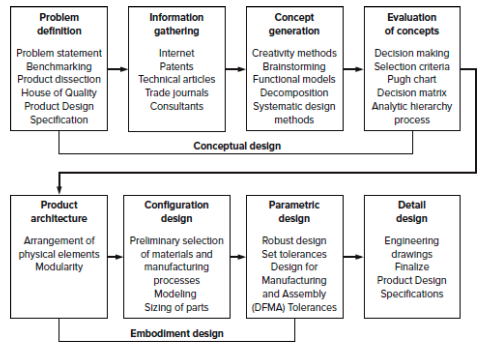 Problem
definition
Problem statement
Benchmarking
Product dissection
House of Quality
Product Design
Specification
Information
gathering
Internet
Patents
Technical articles
Trade journals
Consultants
Concept
generation
Creativity methods
Brainstorming
Functional models
Decomposition
Systematic design
methods
Evaluation
of concepts
Decision making
Selection criteria
Pugh chart
Decision matrix
Analytic hierarchy
process
Conceptual design
Product
architecture
Arrangement of
physical elements
Modularity
Configuration
design
Preliminary selection
of materials and
manufacturing
processes
Modeling
Sizing of parts
Parametric
design
Robust design
Set tolerances
Design for
Manufacturing
and Assembly
(DFMA) Tolerances
Detail
design
Engineering
drawings
Finalize
Product Design
Specifications
Embodiment design